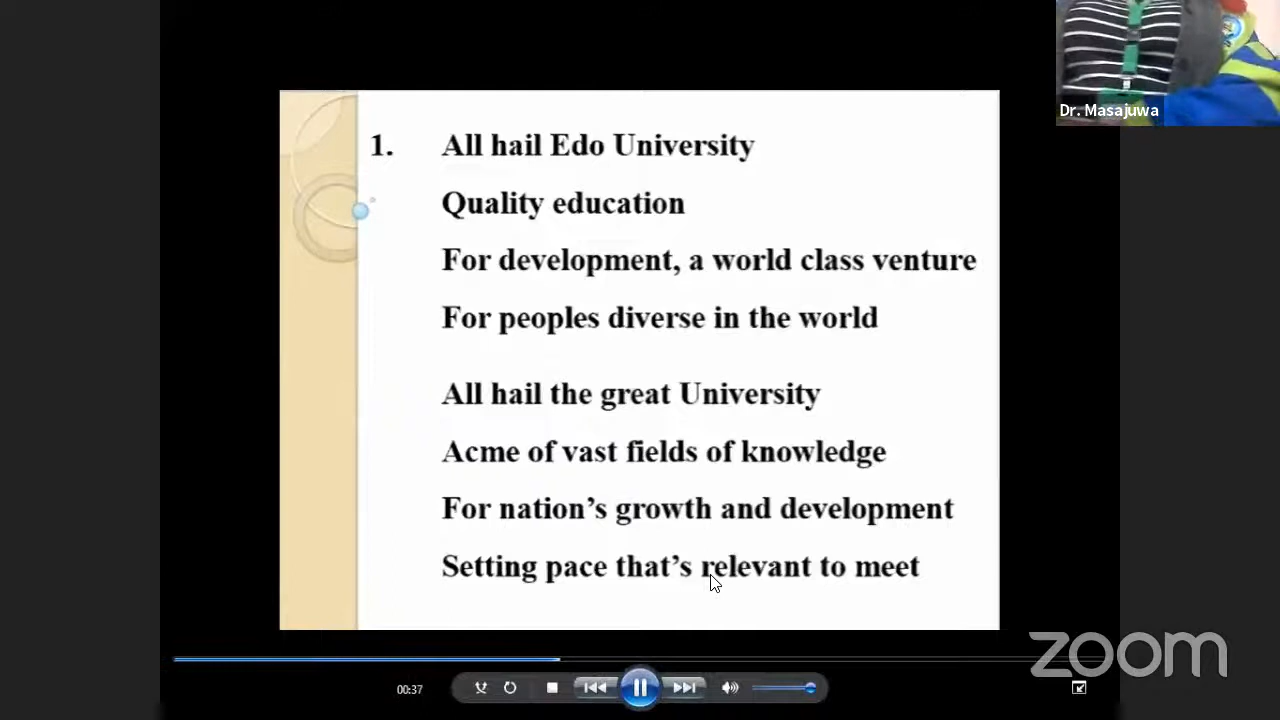 Dr. Masajuwa
1. All hail Edo University
Quality education
For development, a world class venture
For peoples diverse in the world
All hail the great University
Acme of vast fields of knowledge
For nation’s growth and development
Setting pace that’s relevant to meet
zoom
00:37